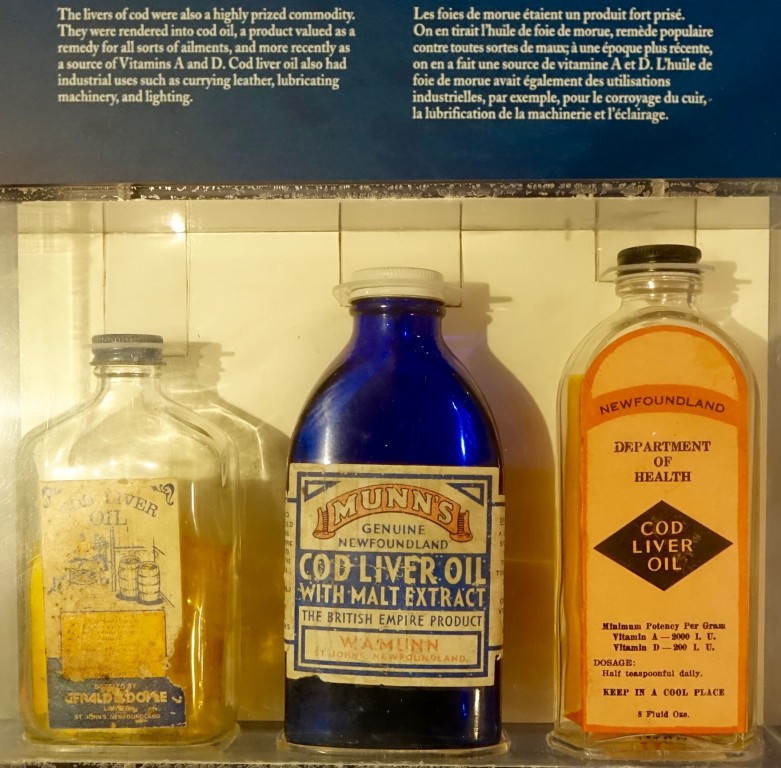 The livers of cod were also a highly prized commodity.
They were rendered into cod oil, a product valued as a
remedy for all sorts of ailments, and more recently as
a source of Vitamins A and D. Cod liver oil also had
industrial uses such as currying leather, lubricating
machinery, and lighting.
Les foies de morue étaient un produit fort prisé.
On en tirait l'huile de foie de morue, remède populaire
contre toutes sortes de maux; à une époque plus récente,
on en a fait une source de vitamine A et D. L'huile de
foie de morue avait également des utilisations
industrielles, par exemple, pour le corroyage du cuir,
la lubrification de la machinerie et l'éclairage.
LIVER
OIL
BY
GERALD S. DOYLE
LIMITED
ST. JOHN'S, NEWFOUNDLAND
MUNN'S
GENUINE
NEWFOUNDLAND
COD LIVER OIL
WITH MALT EXTRACT
THE BRITISH EMPIRE PRODUCT
W.A. MUNN
ST. JOHN'S, NEWFOUNDLAND.
NEWFOUNDLAND
DEPARTMENT
OF
HEALTH
COD
LIVER
OIL
Minimum Potency Per Gram
Vitamin A — 2000 I. U.
Vitamin D — 200 I. U.
DOSAGE:
Half teaspoonful daily.
KEEP IN A COOL PLACE
8 Fluid Ozs.